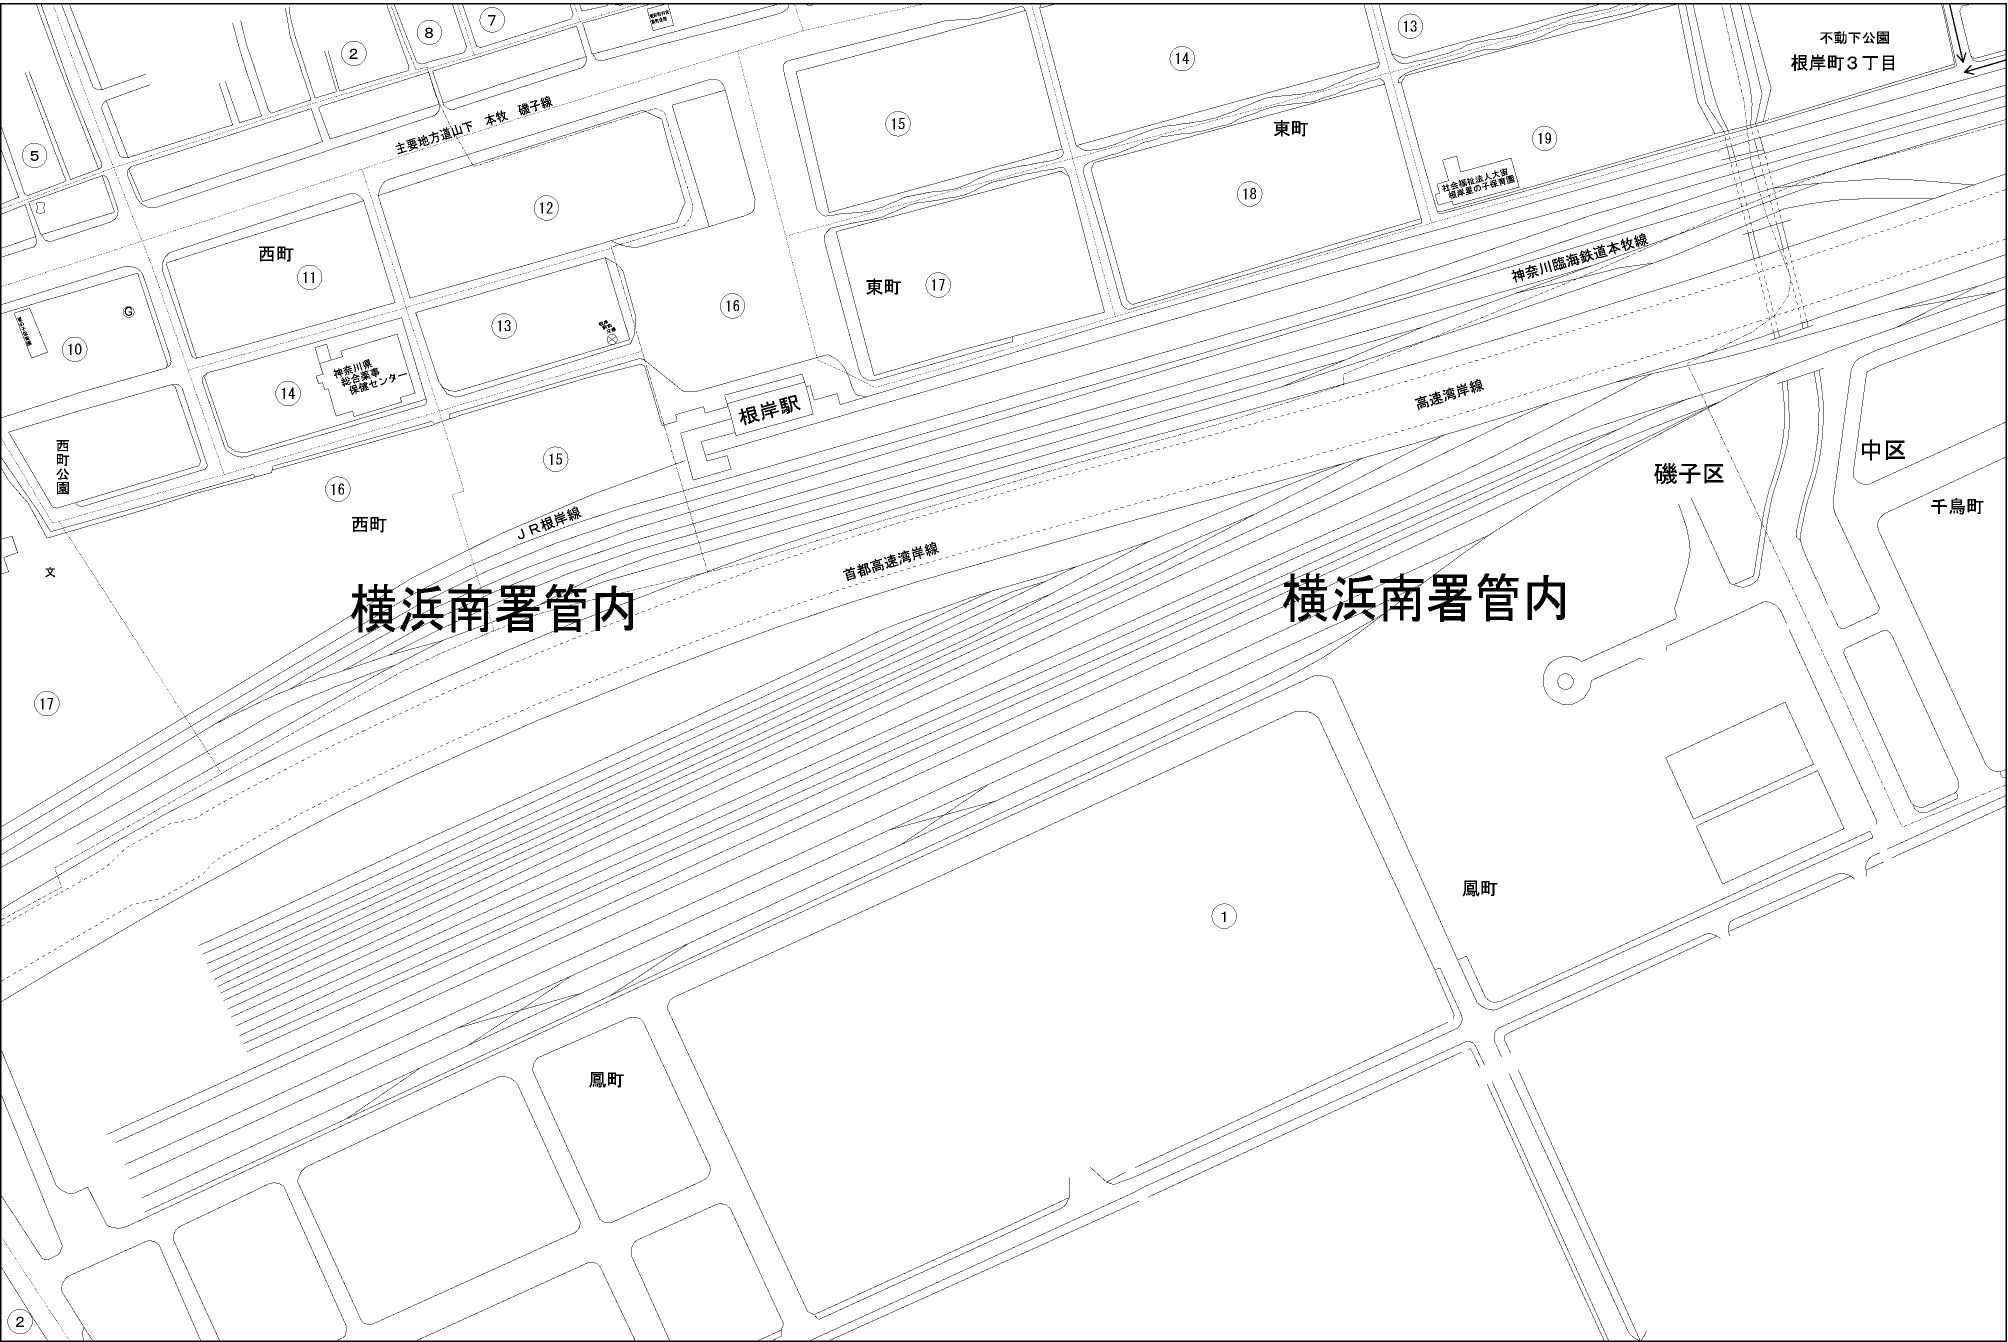 7
8
2
13
14
不動下公園
根岸町3丁目
主要地方道山下　本牧　磯子線
15
東町
19
5
社会福祉法人大宙
根岸星の子保育園
18
12
西町
11
神奈川臨海鉄道本牧線
東町
17
16
G
13
10
神奈川県
総合薬事
保健センター
14
高速湾岸線
根岸駅
西町公園
15
磯子区
中区
16
西町
JR根岸線
千鳥町
首都高速湾岸線
文
横浜南署管内
横浜南署管内
17
鳳町
1
鳳町
2